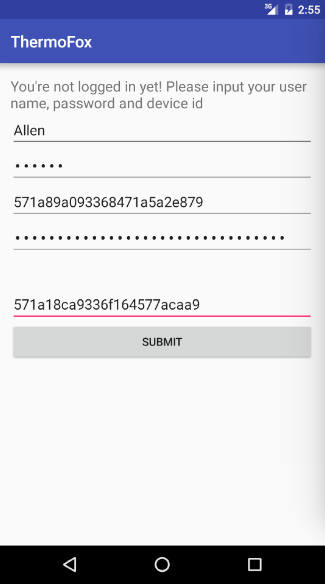 3G 2:55
ThermoFox
You're not logged in yet! Please input your user
name, password and device id
Allen
••••••
571a89a093368471a5a2e879
••••••••••••••••••••••••••••••••
571a18ca9336f164577acaa9
SUBMIT